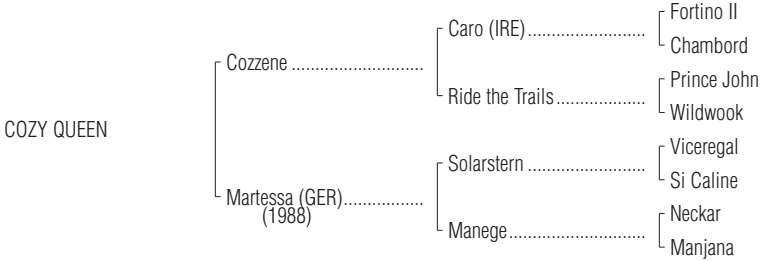 Fortino II
Caro (IRE)..............................
Chambord
Cozzene ...........................
Prince John
Ride the Trails.......................
Wildwook
COZY QUEEN
Viceregal
Solarstern ..............................
Si Caline
Martessa (GER).................
(1988)
Neckar
Manege...................................
Manjana